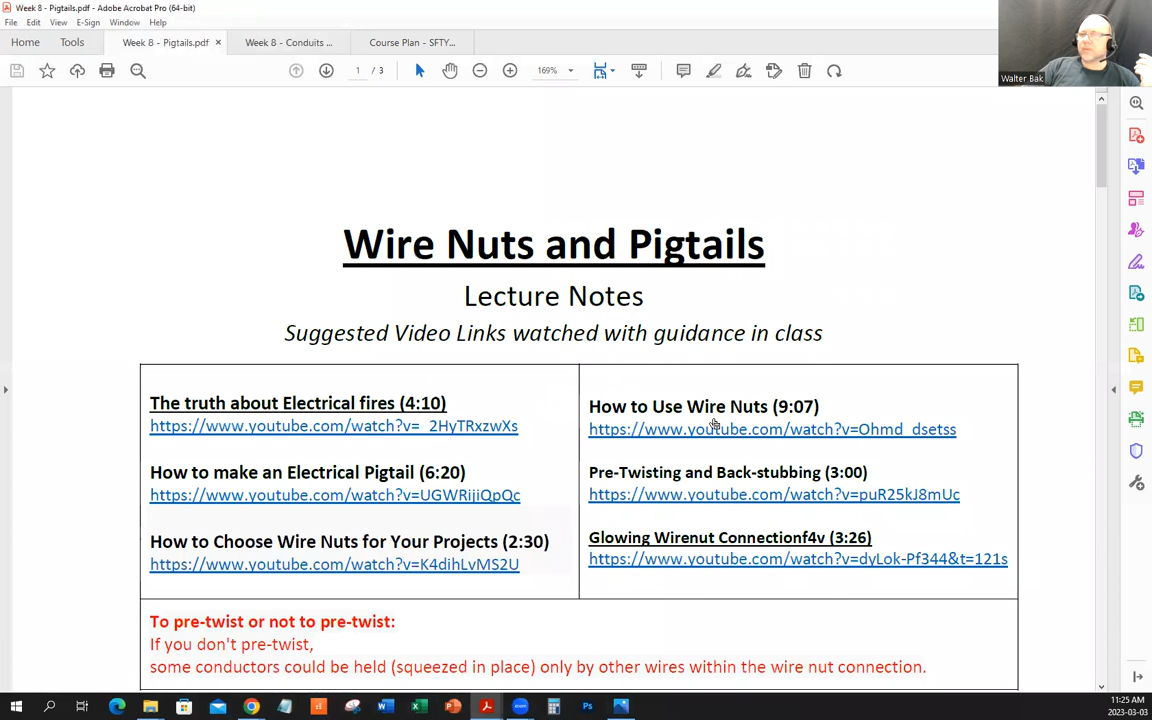 Week 8 - Pigtails.pdf - Adobe Acrobat Pro (64-bit)
File Edit View E-Sign Window Help
Home Tools Week 8 - Pigtails.pdf × Week 8 - Conduits ... Course Plan - SFTY...
1 / 3 169%
Walter Bak
Wire Nuts and Pigtails
Lecture Notes
Suggested Video Links watched with guidance in class
The truth about Electrical fires (4:10)
https://www.youtube.com/watch?v=_2HyTRxzwXs
How to make an Electrical Pigtail (6:20)
https://www.youtube.com/watch?v=UGWRijiQpQc
How to Choose Wire Nuts for Your Projects (2:30)
https://www.youtube.com/watch?v=K4dihLvMS2U
How to Use Wire Nuts (9:07)
https://www.youtube.com/watch?v=Ohmd_dsetss
Pre-Twisting and Back-stubbing (3:00)
https://www.youtube.com/watch?v=puR25kJ8mUc
Glowing Wirenut Connectionf4v (3:26)
https://www.youtube.com/watch?v=dyLok-Pf344&t=121s
To pre-twist or not to pre-twist:
If you don't pre-twist,
some conductors could be held (squeezed in place) only by other wires within the wire nut connection.
11:25 AM
2023-03-03